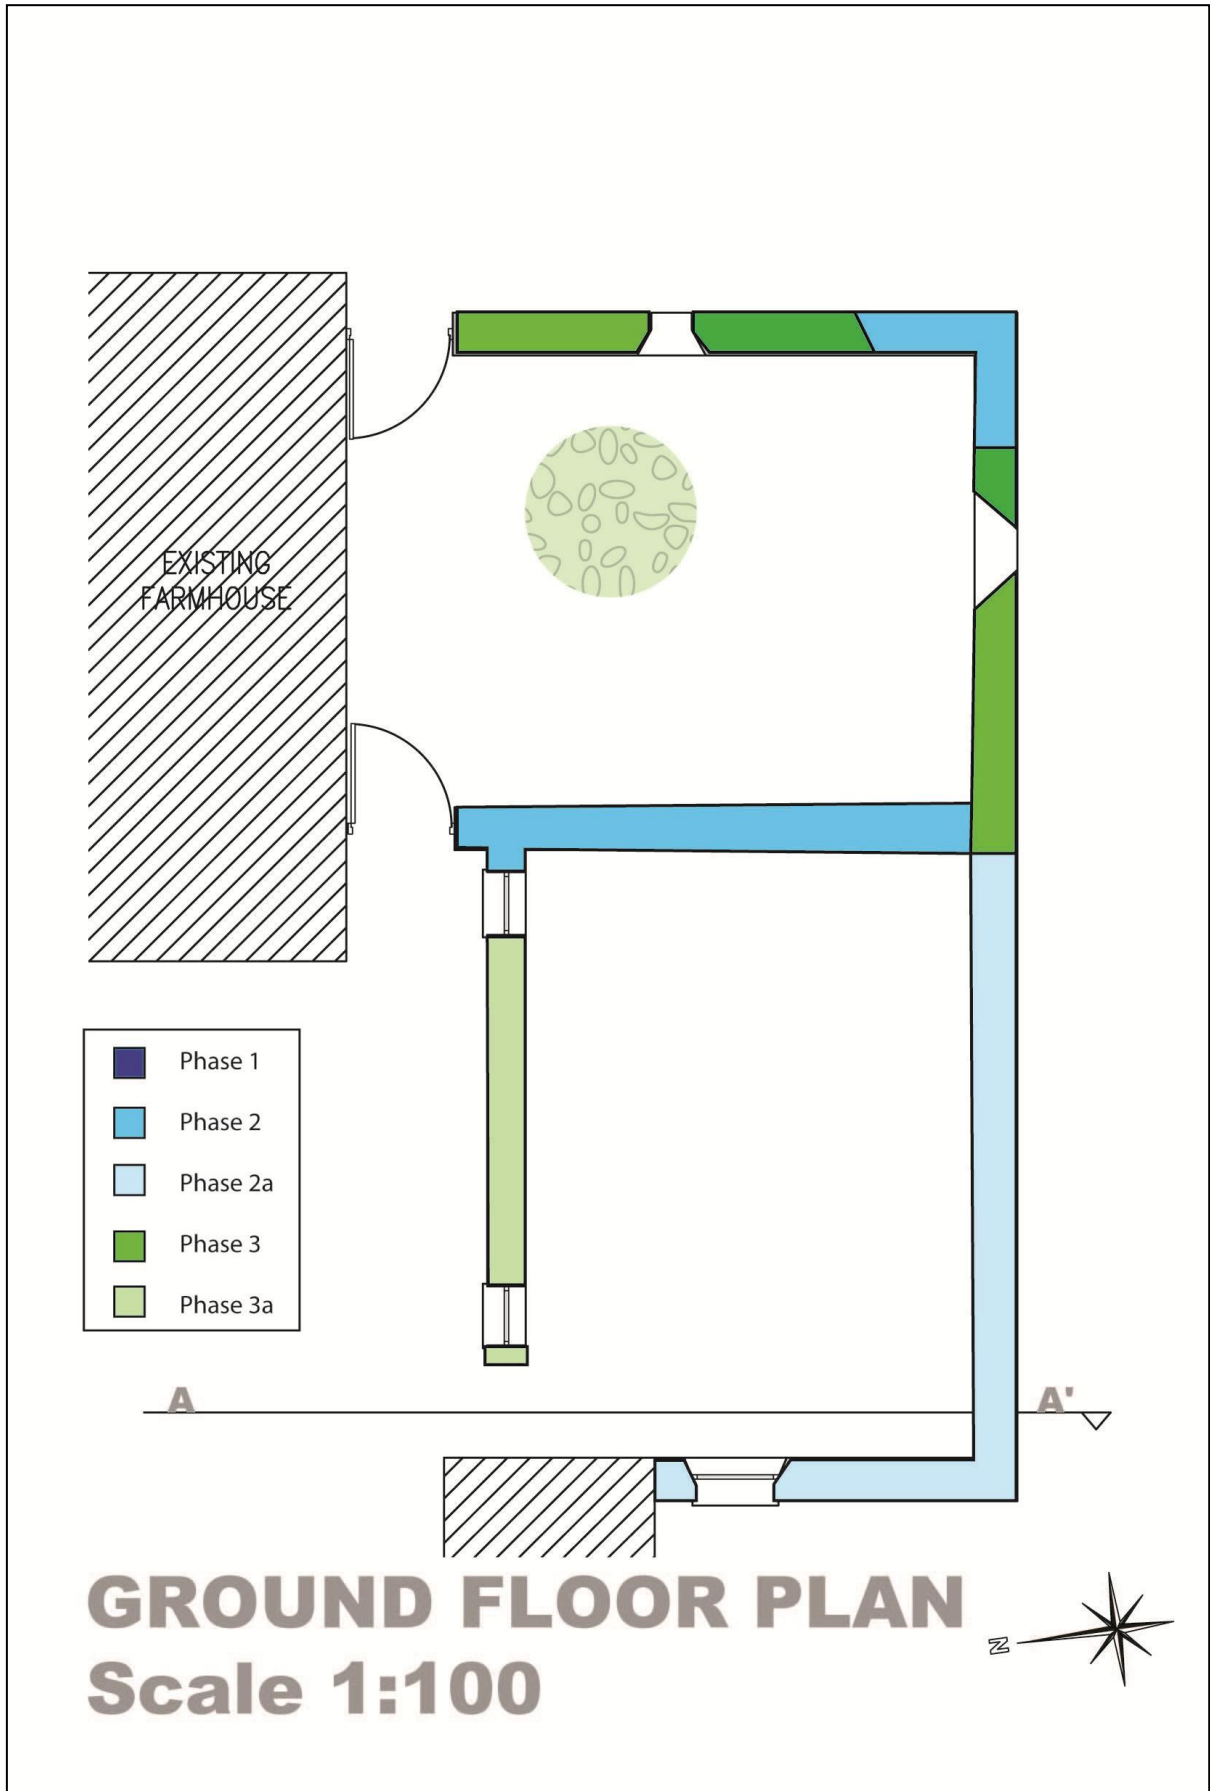 EXISTING
FARMHOUSE
Phase 1
Phase 2
Phase 2a
Phase 3
Phase 3a
A
A'
GROUND FLOOR PLAN
Scale 1:100
N